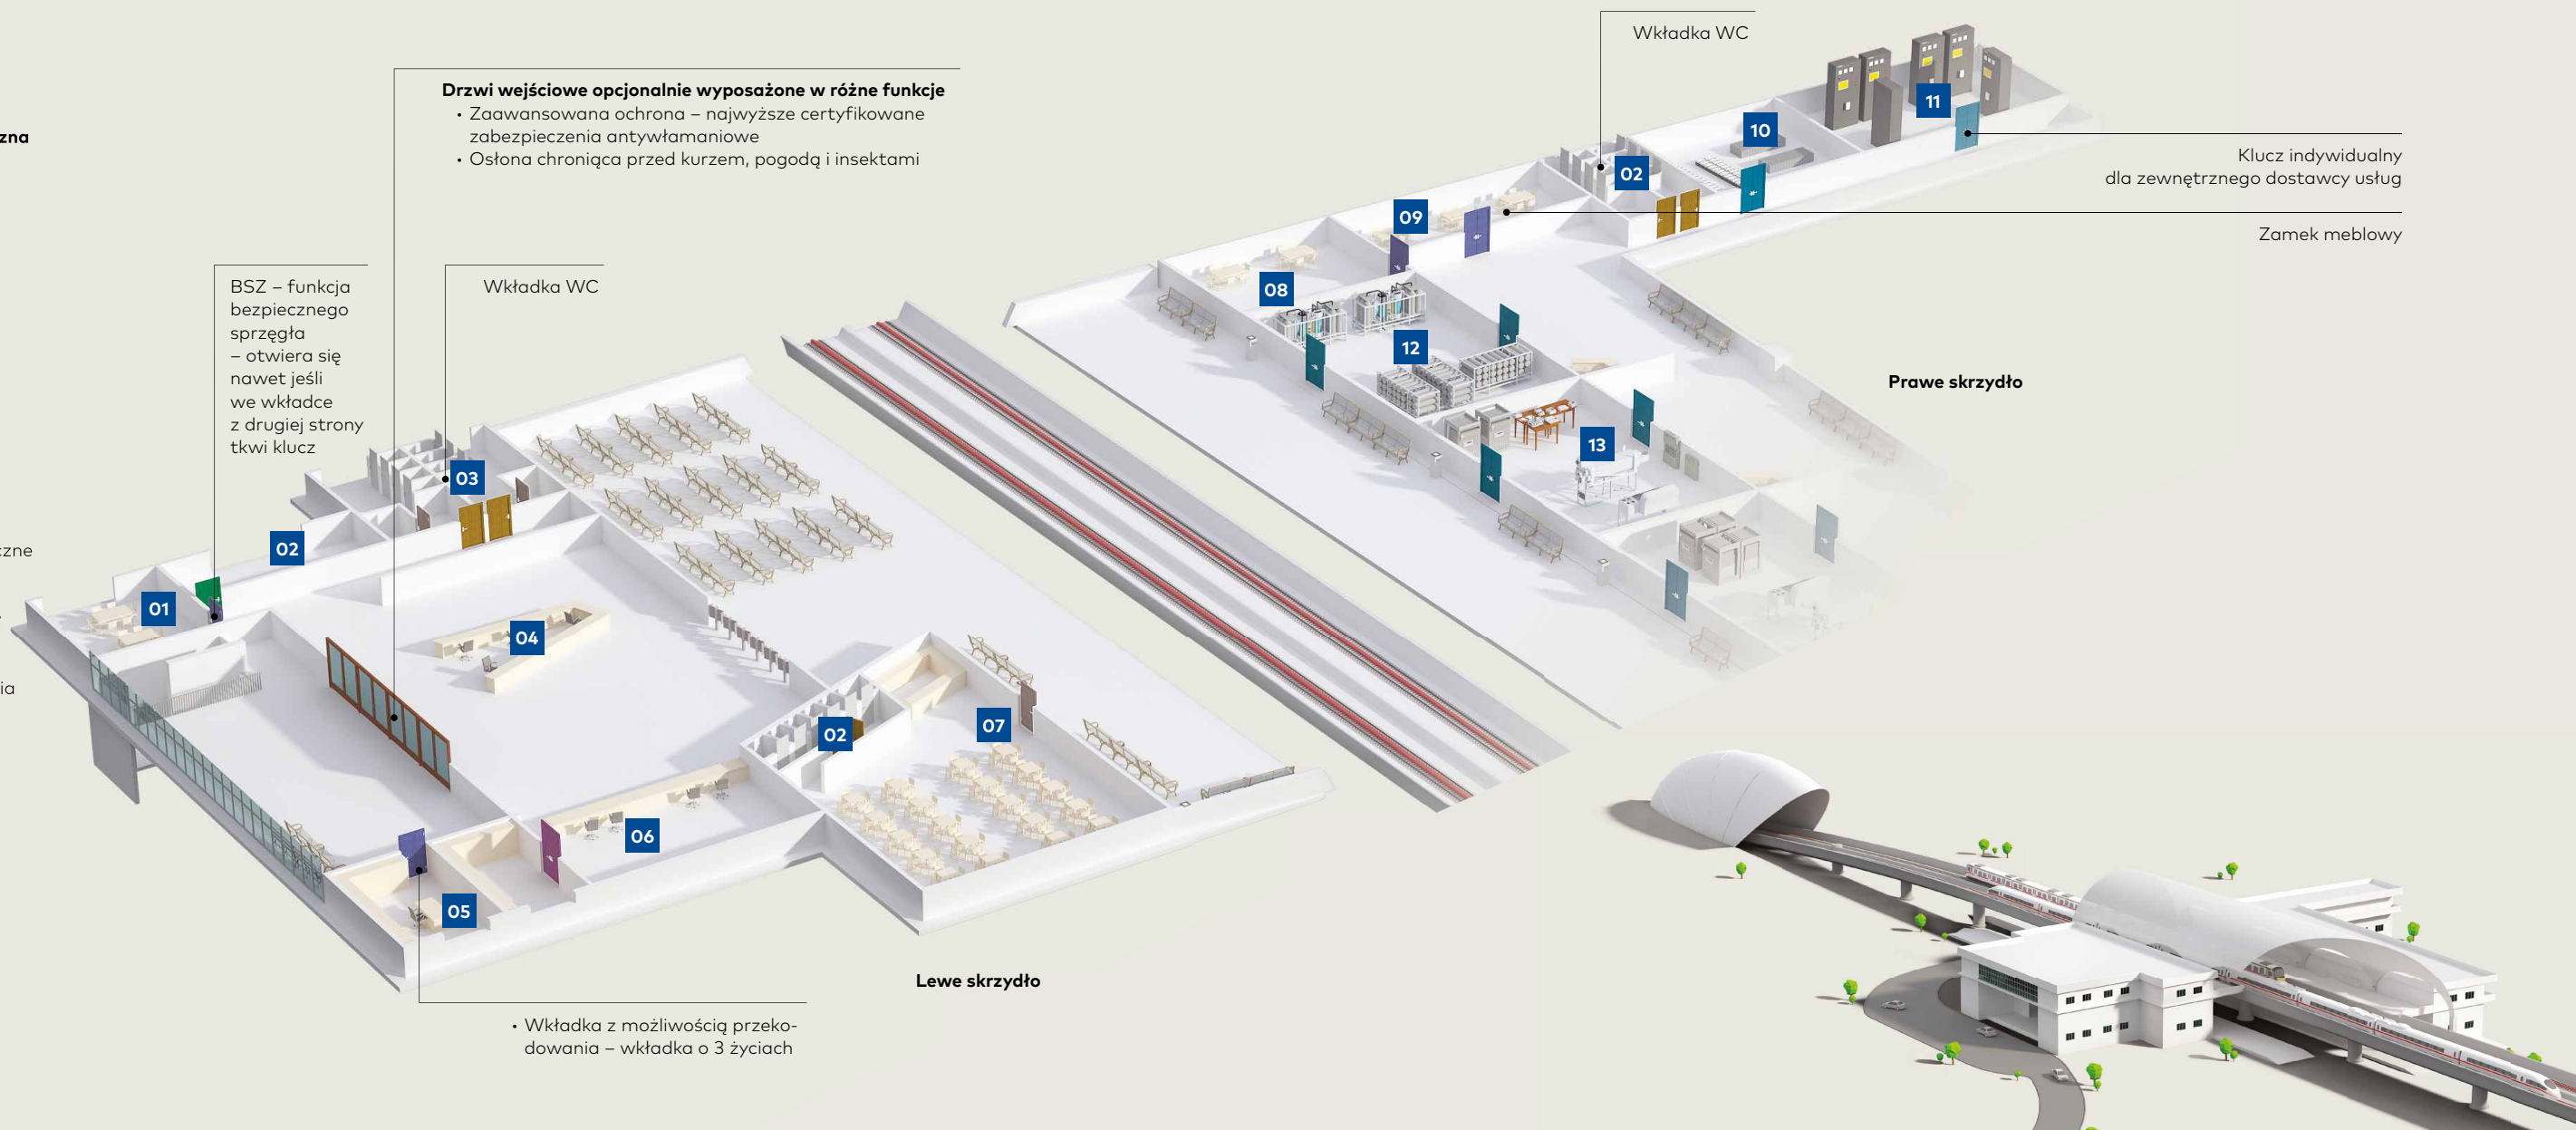 zna
czne
ia
Drzwi wejściowe opcjonalnie wyposażone w różne funkcje
• Zaawansowana ochrona – najwyższe certyfikowane
zabezpieczenia antywłamaniowe
• Osłona chroniąca przed kurzem, pogodą i insektami
BSZ – funkcja
bezpiecznego
sprzęgła
– otwiera się
nawet jeśli
we wkładce
z drugiej strony
tkwi klucz
Wkładka WC
03
02
01
04
02
07
06
05
• Wkładka z możliwością przeko-
dowania – wkładka o 3 życiach
Lewe skrzydło
Wkładka WC
11
10
02
09
08
12
13
Klucz indywidualny
dla zewnętrznego dostawcy usług
Zamek meblowy
Prawe skrzydło